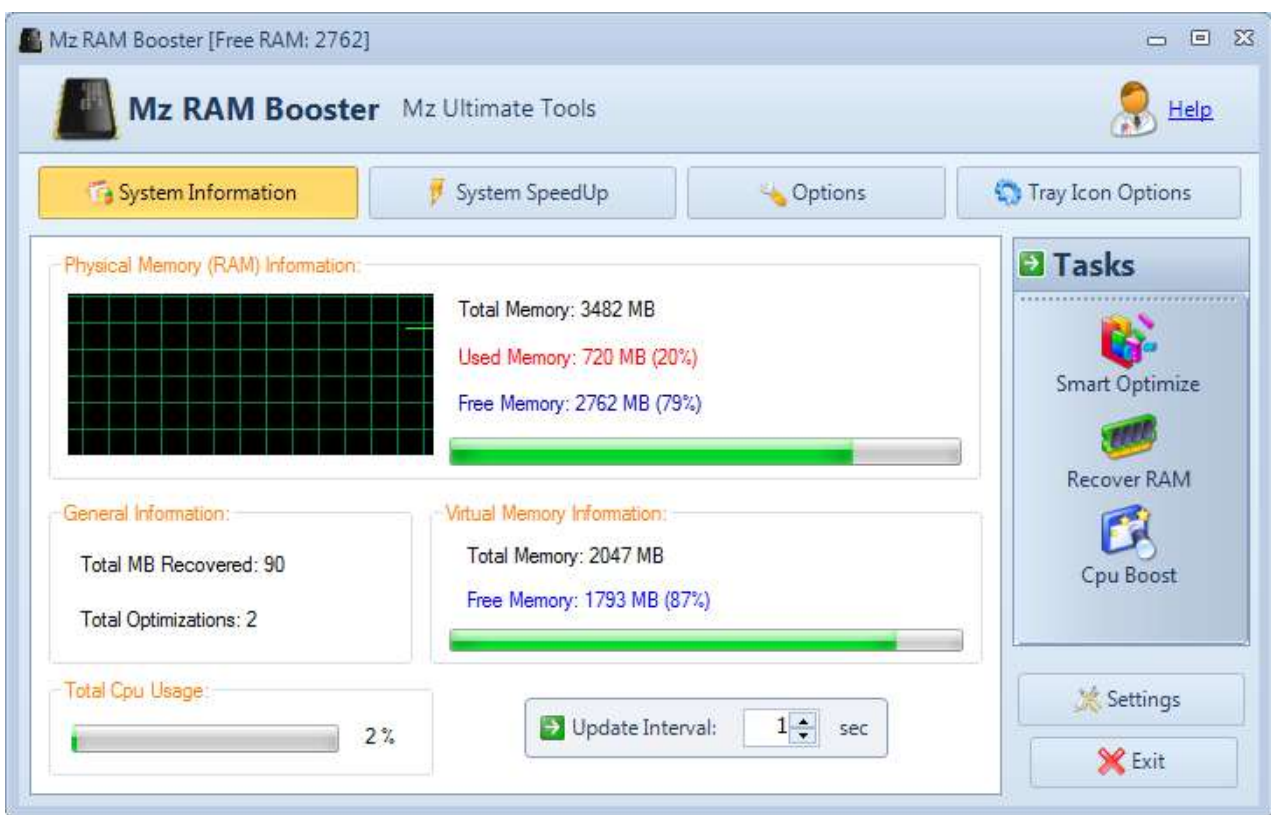 Mz RAM Booster [Free RAM: 2762]
Mz RAM Booster Mz Ultimate Tools
Help
System Information
System SpeedUp
Options
Tray Icon Options
Physical Memory (RAM) Information:
Total Memory: 3482 MB
Used Memory: 720 MB (20%)
Free Memory: 2762 MB (79%)
General Information:
Total MB Recovered: 90
Total Optimizations: 2
Virtual Memory Information:
Total Memory: 2047 MB
Free Memory: 1793 MB (87%)
Total Cpu Usage:
2 %
Update Interval: 1 sec
Tasks
Smart Optimize
Recover RAM
Cpu Boost
Settings
Exit